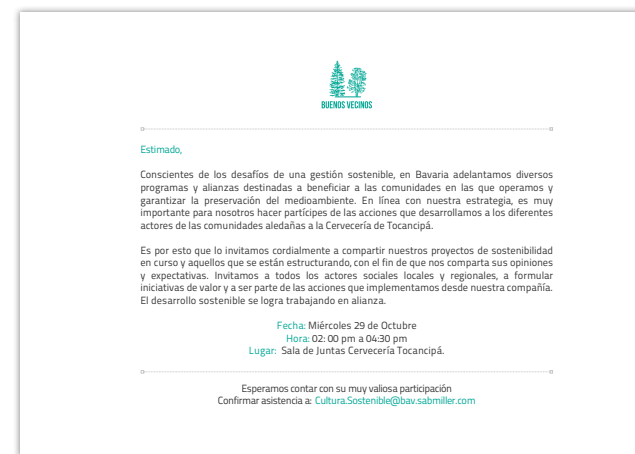 BUENOS VECINOS
Estimado,
Conscientes de los desafíos de una gestión sostenible, en Bavaria adelantamos diversos
programas y alianzas destinadas a beneficiar a las comunidades en las que operamos y
garantizar la preservación del medioambiente. En línea con nuestra estrategia, es muy
importante para nosotros hacer partícipes de las acciones que desarrollamos a los diferentes
actores de las comunidades aledañas a la Cervecería de Tocancipá.
Es por esto que lo invitamos cordialmente a compartir nuestros proyectos de sostenibilidad
en curso y aquellos que se están estructurando, con el fin de que nos comparta sus opiniones
y expectativas. Invitamos a todos los actores sociales locales y regionales, a formular
iniciativas de valor y a ser parte de las acciones que implementamos desde nuestra compañía.
El desarrollo sostenible se logra trabajando en alianza.
Fecha: Miércoles 29 de Octubre
Hora: 02: 00 pm a 04:30 pm
Lugar: Sala de Juntas Cervecería Tocancipá.
Esperamos contar con su muy valiosa participación
Confirmar asistencia a: Cultura.Sostenible@bav.sabmiller.com